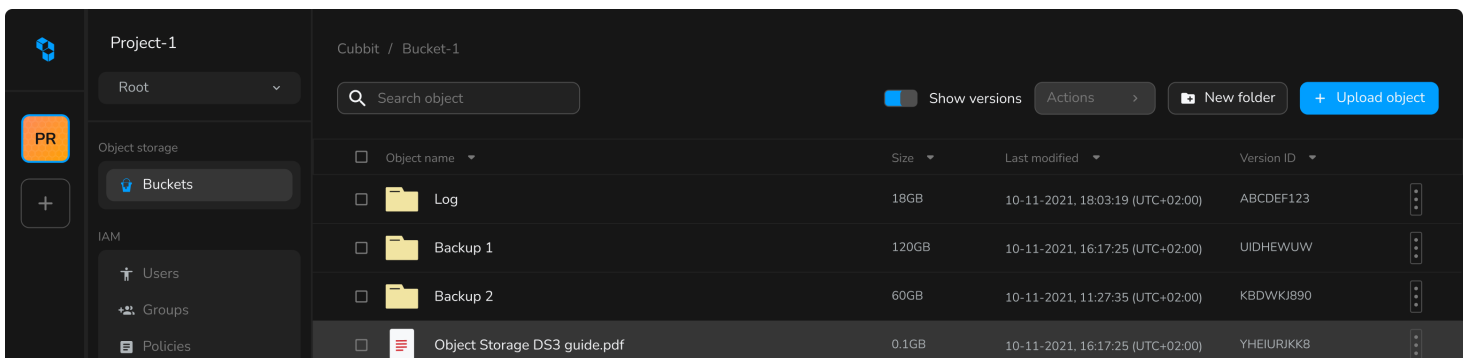 Project-1
Root
PR
Object storage
Buckets
IAM
Users
Groups
Policies
Cubbit / Bucket-1
Search object
Show versions
Actions
New folder
+ Upload object
Object name Size Last modified Version ID
Log 18GB 10-11-2021, 18:03:19 (UTC+02:00) ABCDEF123
Backup 1 120GB 10-11-2021, 16:17:25 (UTC+02:00) UIDHEWUW
Backup 2 60GB 10-11-2021, 11:27:35 (UTC+02:00) KBDWKJ890
Object Storage DS3 guide.pdf 0.1GB 10-11-2021, 16:17:25 (UTC+02:00) YHEIURJKK8